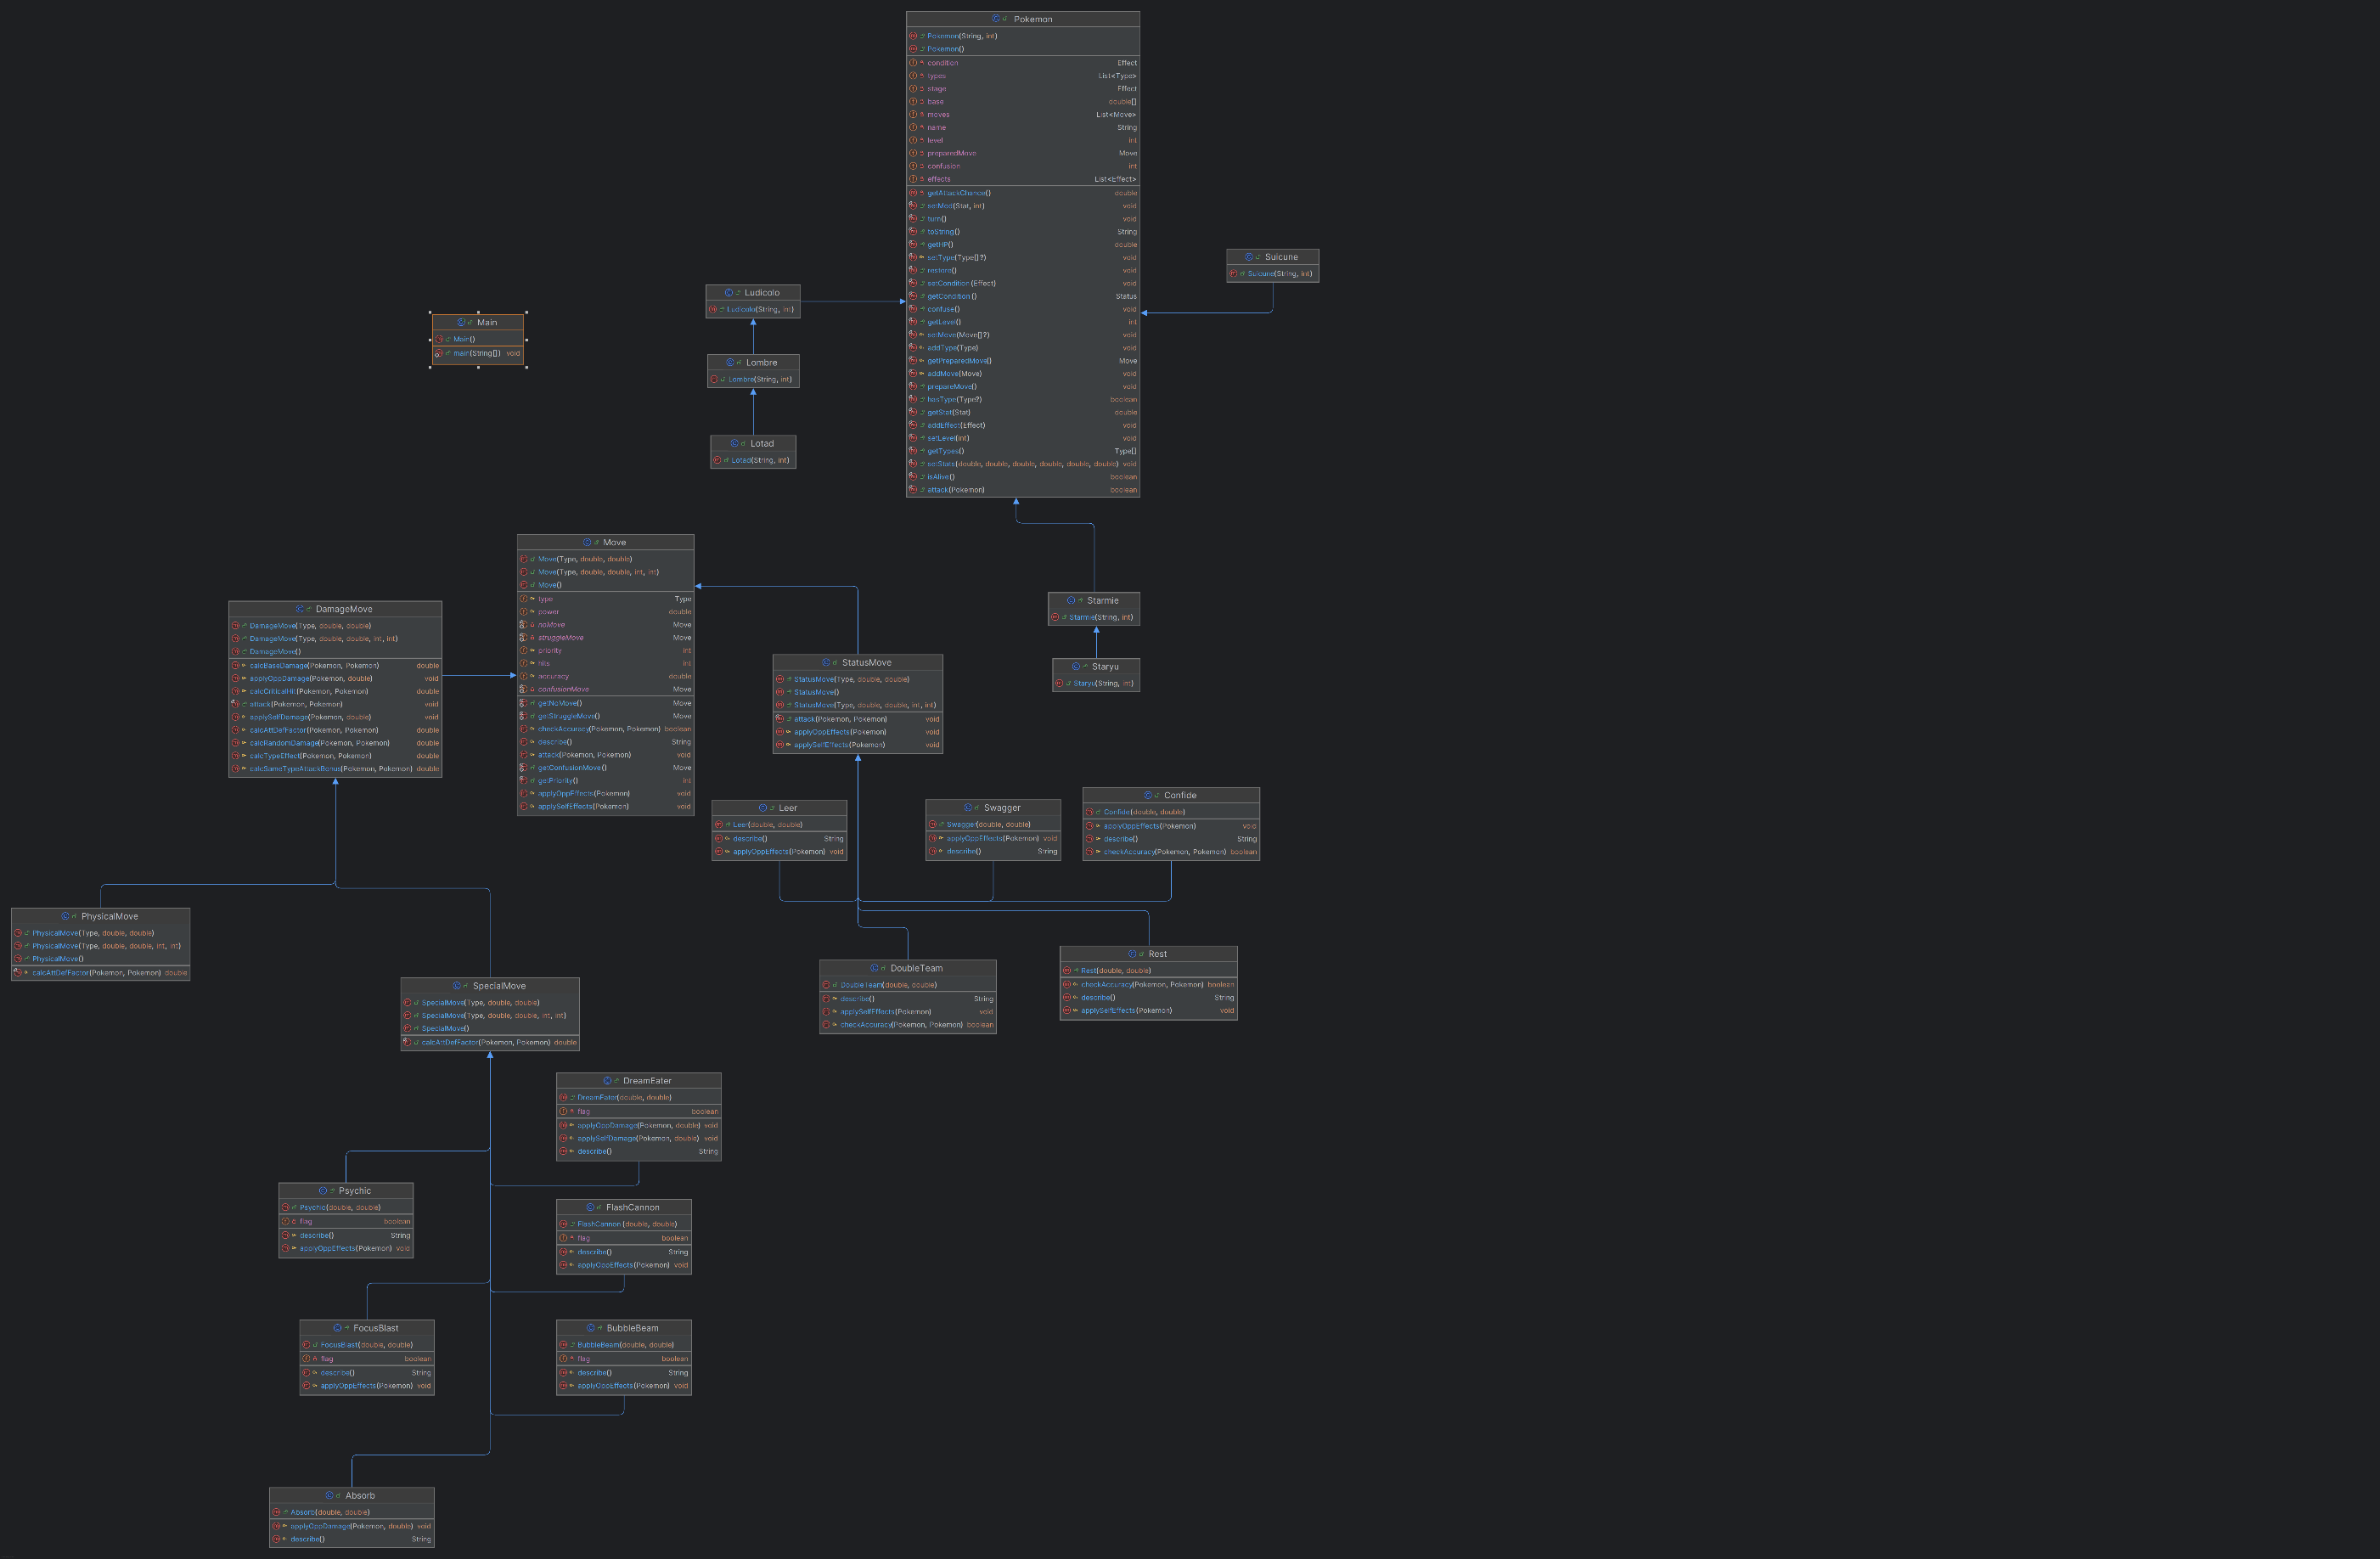 Pokemon
Pokemon(String, int)
Pokemon()
condition Effect
types List<Type>
stage Effect
base double[]
moves List<Move>
name String
level int
preparedMove Move
confusion int
effects List<Effect>
getAttackChance() double
setMod(Stat, int) void
turn() void
toString() String
getHP() double
setType(Type[]?) void
restore() void
setCondition(Effect) void
getCondition() Status
confuse() void
getLevel() int
setMove(Move[]?) void
addType(Type) void
getPreparedMove() Move
addMove(Move) void
prepareMove() void
hasType(Type?) boolean
getStat(Stat) double
addEffect(Effect) void
setLevel(int) void
getTypes() Type[]
setStats(double, double, double, double, double, double) void
isAlive() boolean
attack(Pokemon) boolean
Suicune
Suicune(String, int)
Ludicolo
Ludicolo(String, int)
Main
Main()
main(String[]) void
Lombre
Lombre(String, int)
Lotad
Lotad(String, int)
Move
Move(Type, double, double)
Move(Type, double, double, int, int)
Move()
type Type
power double
noMove Move
struggleMove Move
priority int
hits int
accuracy double
confusionMove Move
getNoMove() Move
getStruggleMove() Move
checkAccuracy(Pokemon, Pokemon) boolean
describe() String
attack(Pokemon, Pokemon) void
getConfusionMove() Move
getPriority() int
applyOppEffects(Pokemon) void
applySelfEffects(Pokemon) void
Starmie
Starmie(String, int)
Staryu
Staryu(String, int)
DamageMove
DamageMove(Type, double, double)
DamageMove(Type, double, double, int, int)
DamageMove()
calcBaseDamage(Pokemon, Pokemon) double
applyOppDamage(Pokemon, double) void
calcCriticalHit(Pokemon, Pokemon) double
attack(Pokemon, Pokemon) void
applySelfDamage(Pokemon, double) void
calcAttDefFactor(Pokemon, Pokemon) double
calcRandomDamage(Pokemon, Pokemon) double
calcTypeEffect(Pokemon, Pokemon) double
calcSameTypeAttackBonus(Pokemon, Pokemon) double
StatusMove
StatusMove(Type, double, double)
StatusMove()
StatusMove(Type, double, double, int, int)
attack(Pokemon, Pokemon) void
applyOppEffects(Pokemon) void
applySelfEffects(Pokemon) void
Leer
Leer(double, double)
describe() String
applyOppEffects(Pokemon) void
Swagger
Swagger(double, double)
applyOppEffects(Pokemon) void
describe() String
Confide
Confide(double, double)
applyOppEffects(Pokemon) void
describe() String
checkAccuracy(Pokemon, Pokemon) boolean
PhysicalMove
PhysicalMove(Type, double, double)
PhysicalMove(Type, double, double, int, int)
PhysicalMove()
calcAttDefFactor(Pokemon, Pokemon) double
SpecialMove
SpecialMove(Type, double, double)
SpecialMove(Type, double, double, int, int)
SpecialMove()
calcAttDefFactor(Pokemon, Pokemon) double
DoubleTeam
DoubleTeam(double, double)
describe() String
applySelfEffects(Pokemon) void
checkAccuracy(Pokemon, Pokemon) boolean
Rest
Rest(double, double)
checkAccuracy(Pokemon, Pokemon) boolean
describe() String
applySelfEffects(Pokemon) void
DreamEater
DreamEater(double, double)
flag boolean
applyOppDamage(Pokemon, double) void
applySelfDamage(Pokemon, double) void
describe() String
Psychic
Psychic(double, double)
flag boolean
describe() String
applyOppEffects(Pokemon) void
FlashCannon
FlashCannon(double, double)
flag boolean
describe() String
applyOppEffects(Pokemon) void
FocusBlast
FocusBlast(double, double)
flag boolean
describe() String
applyOppEffects(Pokemon) void
BubbleBeam
BubbleBeam(double, double)
flag boolean
describe() String
applyOppEffects(Pokemon) void
Absorb
Absorb(double, double)
applyOppDamage(Pokemon, double) void
describe() String